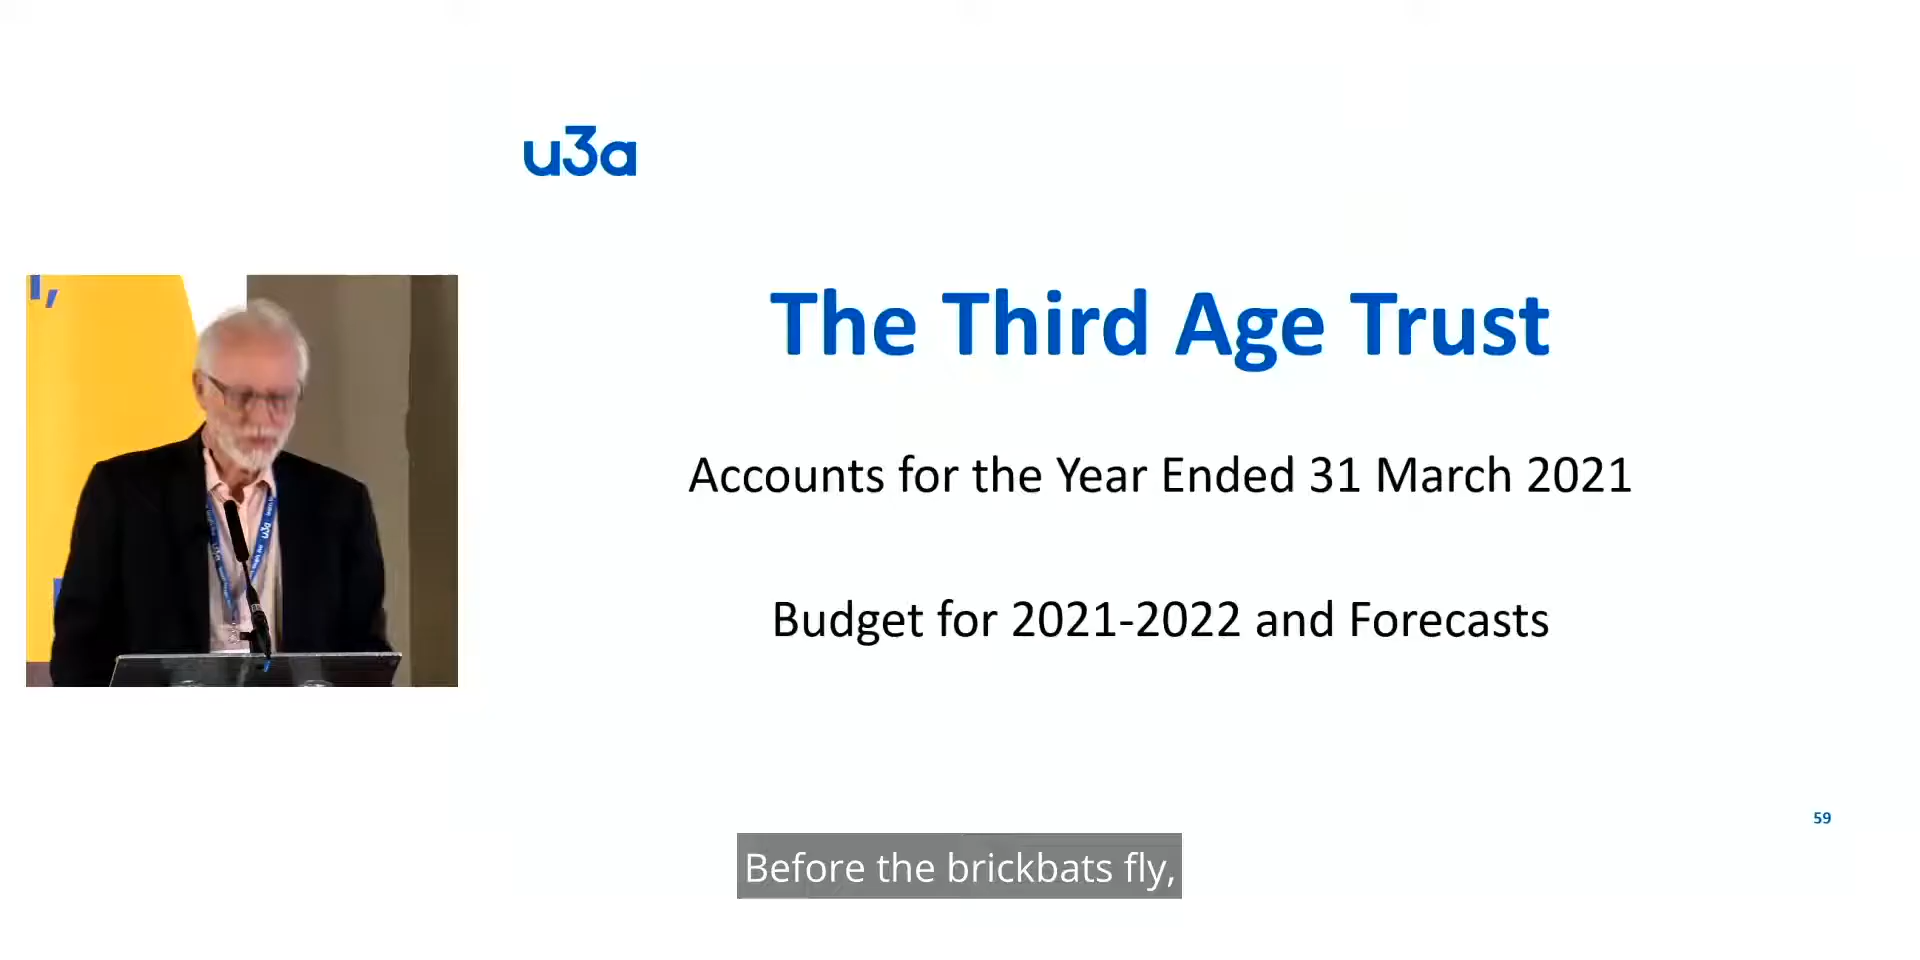 u3a
The Third Age Trust
Accounts for the Year Ended 31 March 2021
Budget for 2021-2022 and Forecasts
u3a
59
Before the brickbats fly,